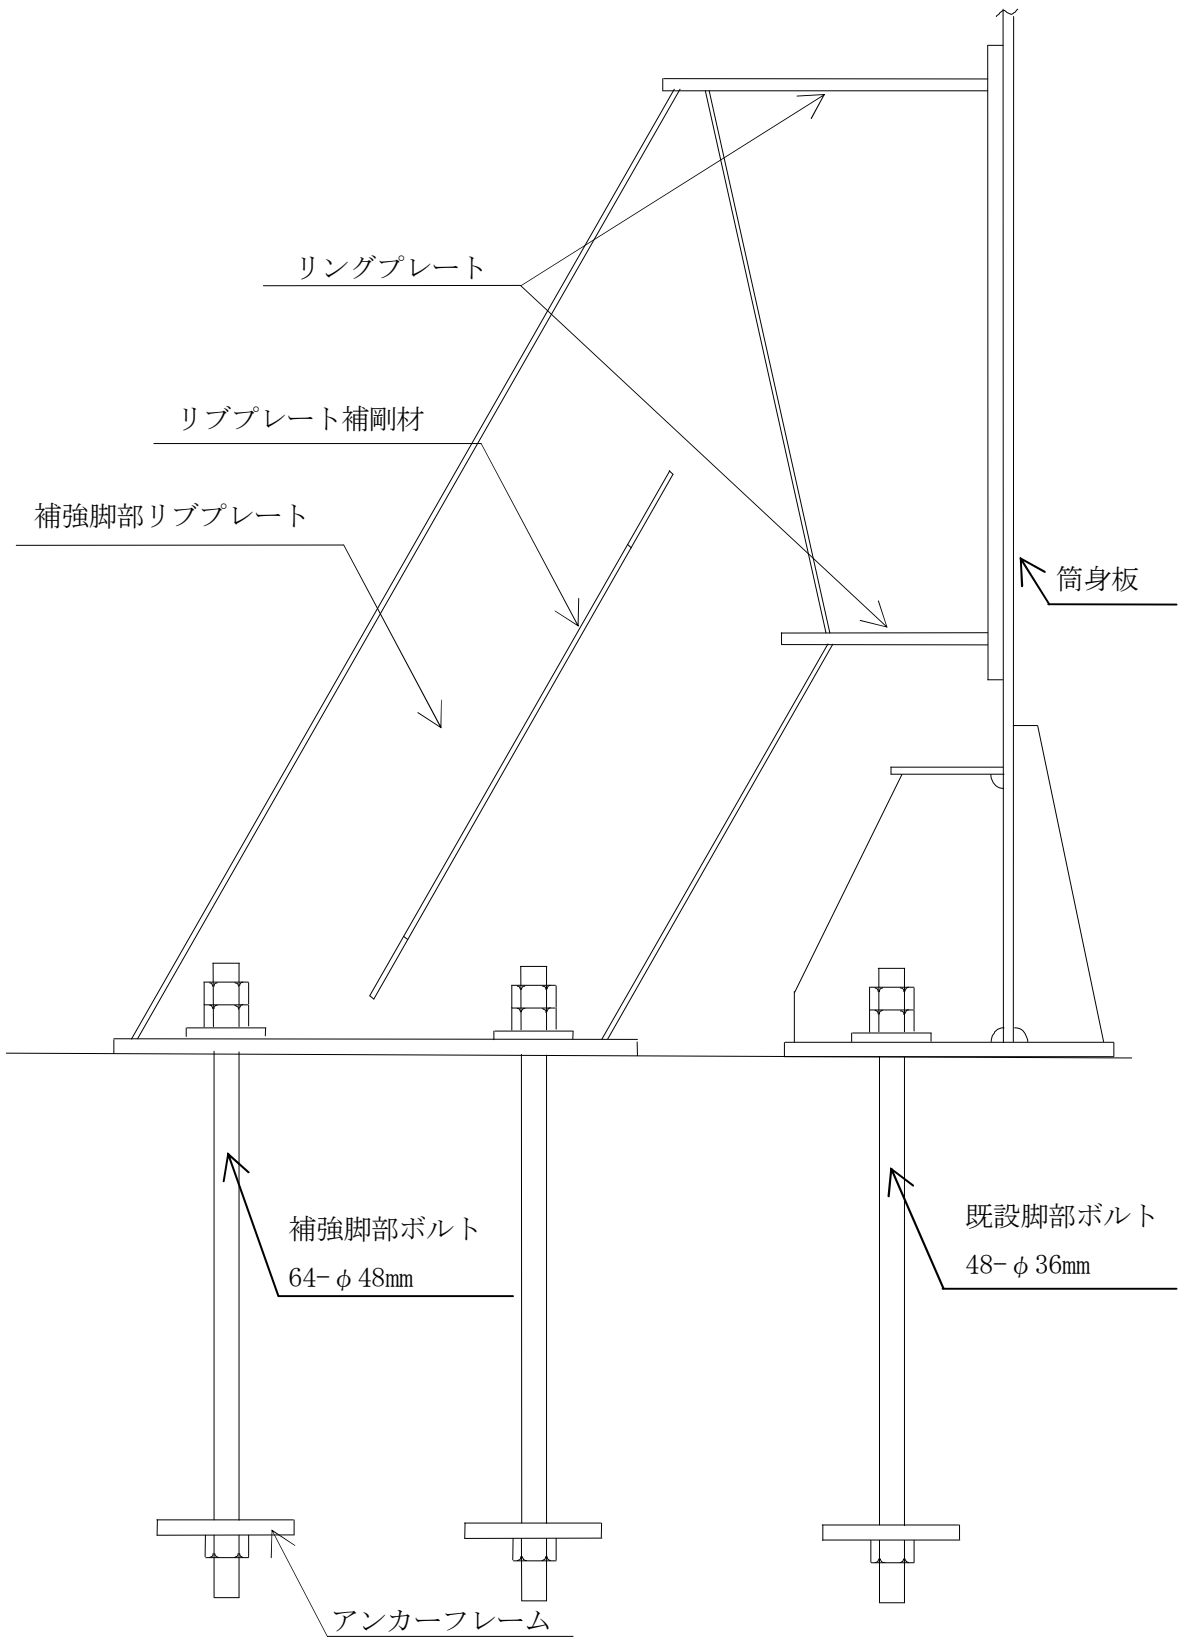 リングプレート
リブプレート補剛材
補強脚部リブプレート
筒身板
補強脚部ボルト
64-φ48mm
既設脚部ボルト
48-φ36mm
アンカーフレーム